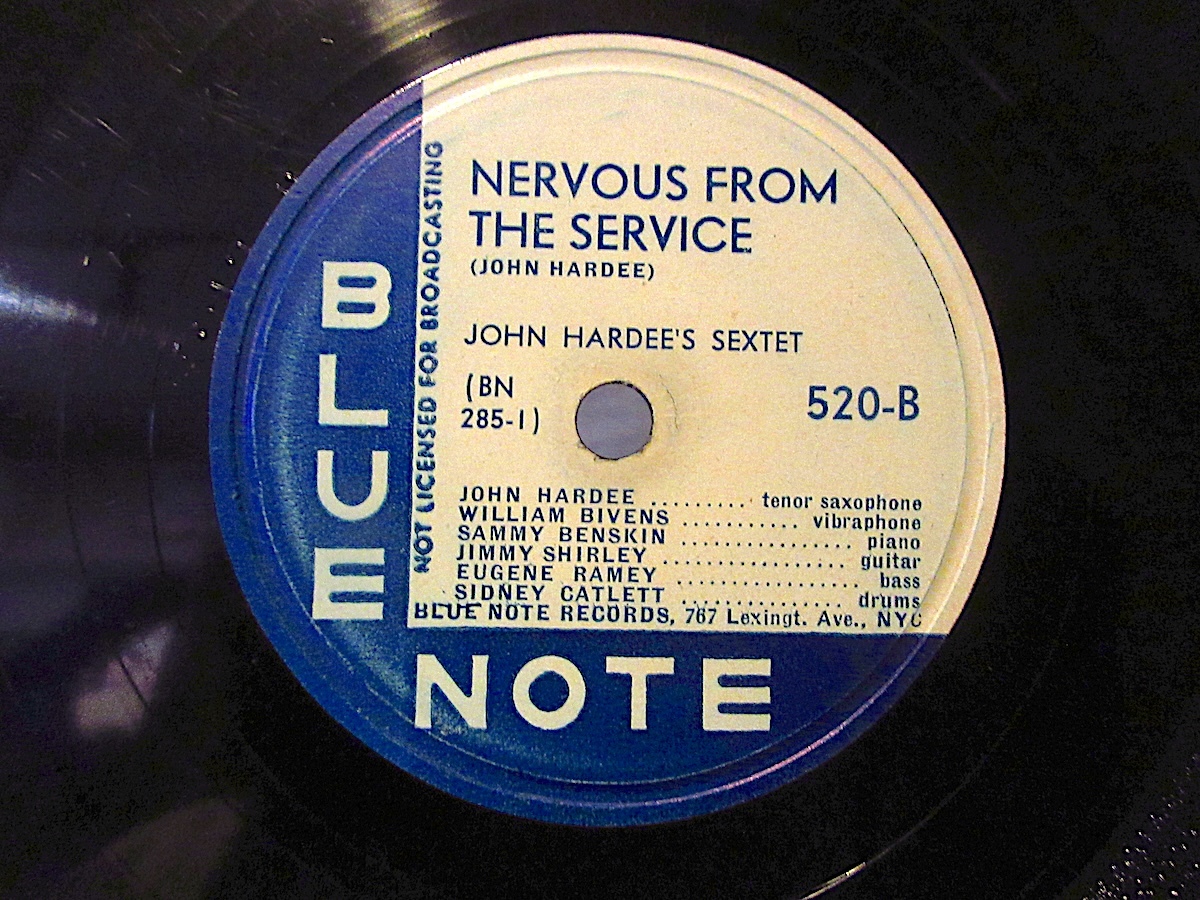 NERVOUS FROM
THE SERVICE
(JOHN HARDEE)
JOHN HARDEE'S SEXTET
(BN
285-1)
520-B
NOT LICENSED FOR BROADCASTING
JOHN HARDEE ......... tenor saxophone
WILLIAM BIVENS ........... vibraphone
SAMMY BENSKIN ................ piano
JIMMY SHIRLEY ................. guitar
EUGENE RAMEY ................. bass
SIDNEY CATLETT ............... drums
BLUE NOTE RECORDS, 767 Lexingt. Ave., NYC
BLUE
NOTE